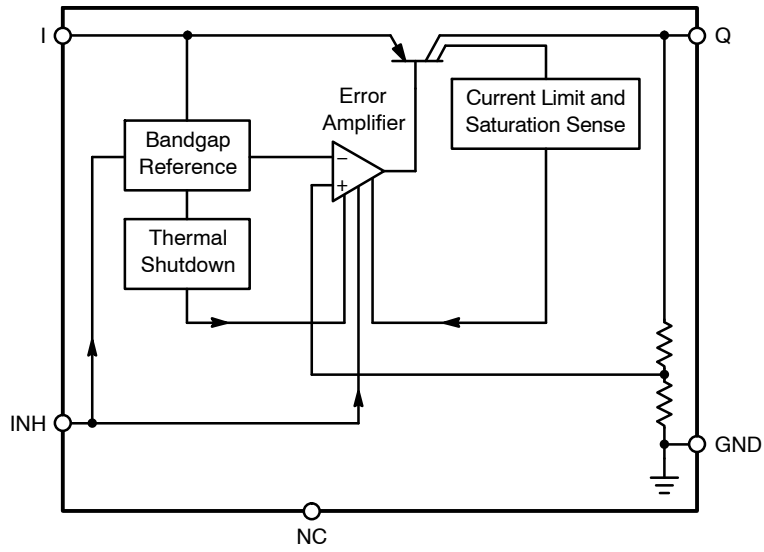 I
Q
Error
Amplifier
Current Limit and
Saturation Sense
Bandgap
Reference
−
+
Thermal
Shutdown
INH
GND
NC